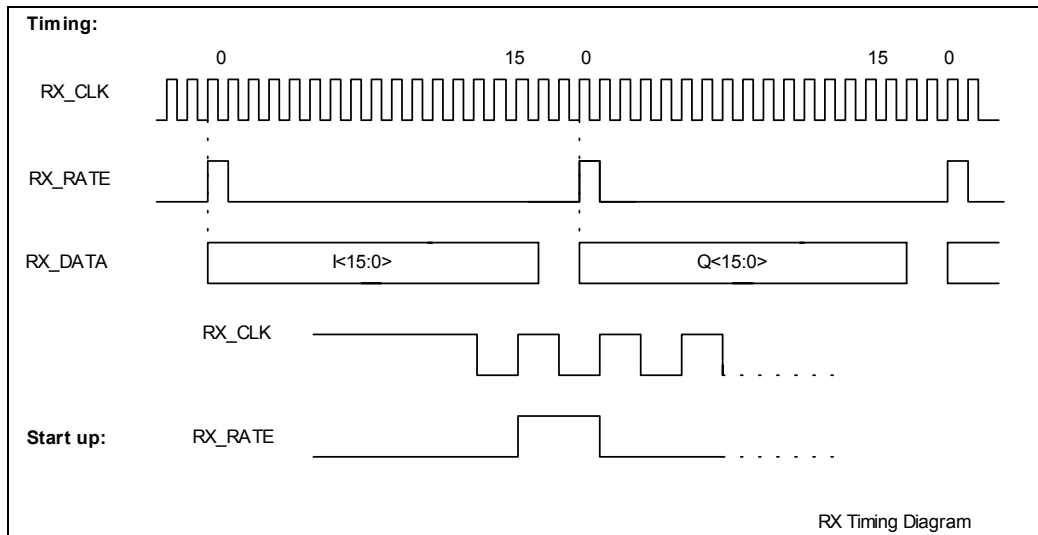 Timing:
0 15 0 15 0
RX_CLK
RX_RATE
RX_DATA I<15:0> Q<15:0>
RX_CLK
Start up: RX_RATE
RX Timing Diagram